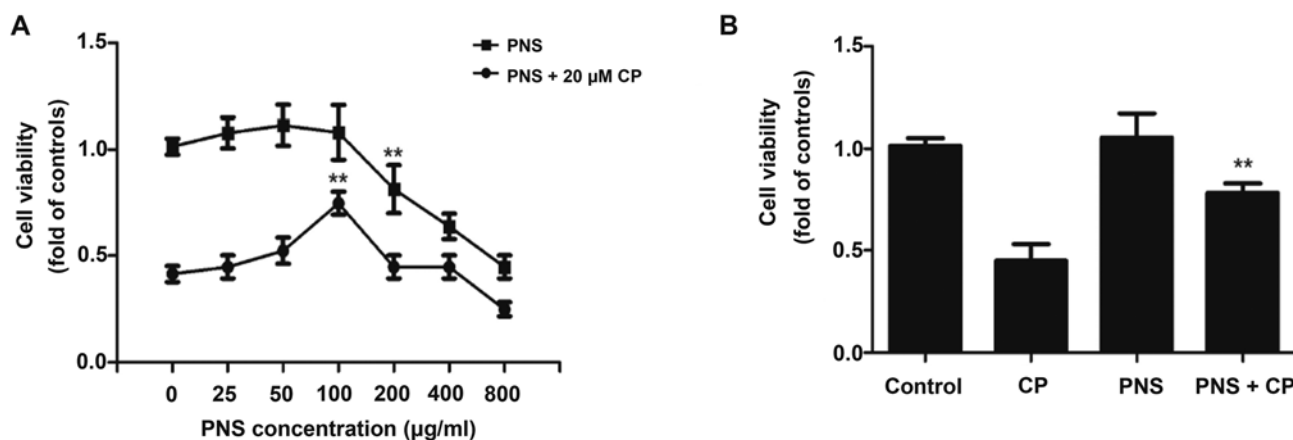 A
1.5
1.0
0.5
0.0
Cell viability
(fold of controls)
PNS
PNS + 20 µM CP
**
**
0 25 50 100 200 400 800
PNS concentration (µg/ml)
B
1.5
1.0
0.5
0.0
Cell viability
(fold of controls)
**
Control CP PNS PNS + CP